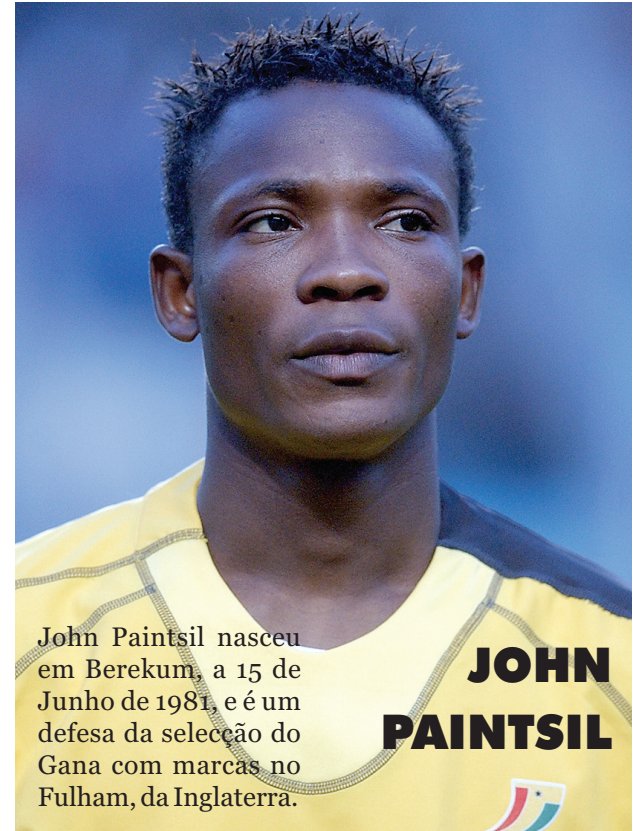 John Paintsil nasceu
em Berekum, a 15 de
Junho de 1981, e é um
defesa da selecção do
Gana com marcas no
Fulham, da Inglaterra.
JOHN
PAINTSIL